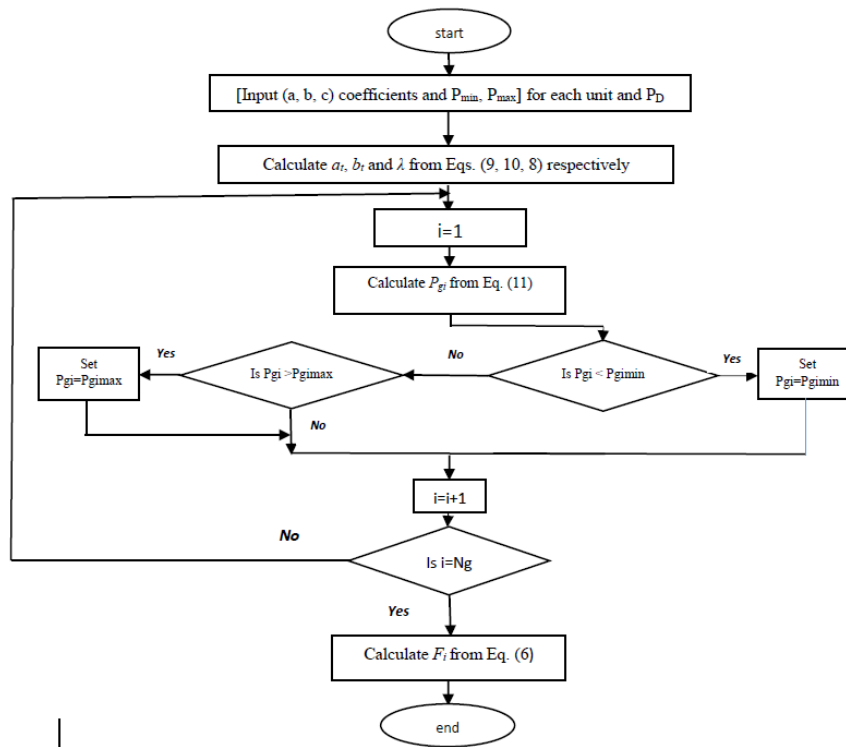 start
[Input (a, b, c) coefficients and Pmin, Pmax] for each unit and PD
Calculate at, bt and λ from Eqs. (9, 10, 8) respectively
i=1
Calculate Pgi from Eq. (11)
Yes
No
Yes
Set
Pgi=Pgimax
Is Pgi >Pgimax
Is Pgi < Pgimin
Set
Pgi=Pgimin
No
i=i+1
No
Is i=Ng
Yes
Calculate Fi from Eq. (6)
end